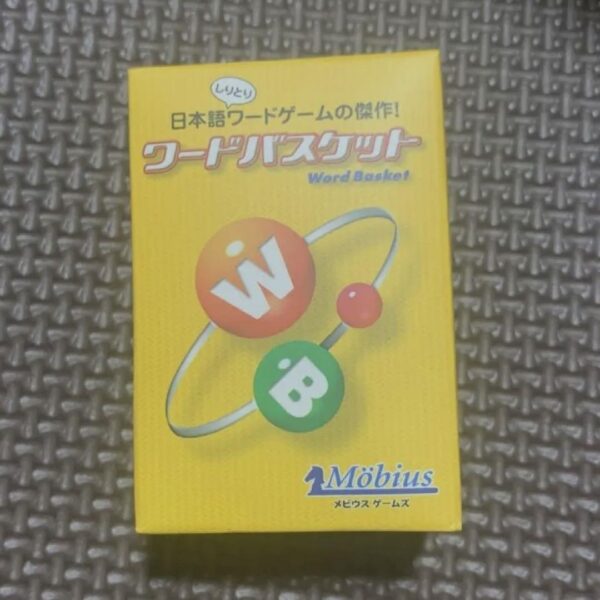 しりとり
日本語ワードゲームの傑作!
ワードバスケット
Word Basket
W
B
Möbius
メビウス ゲームズ